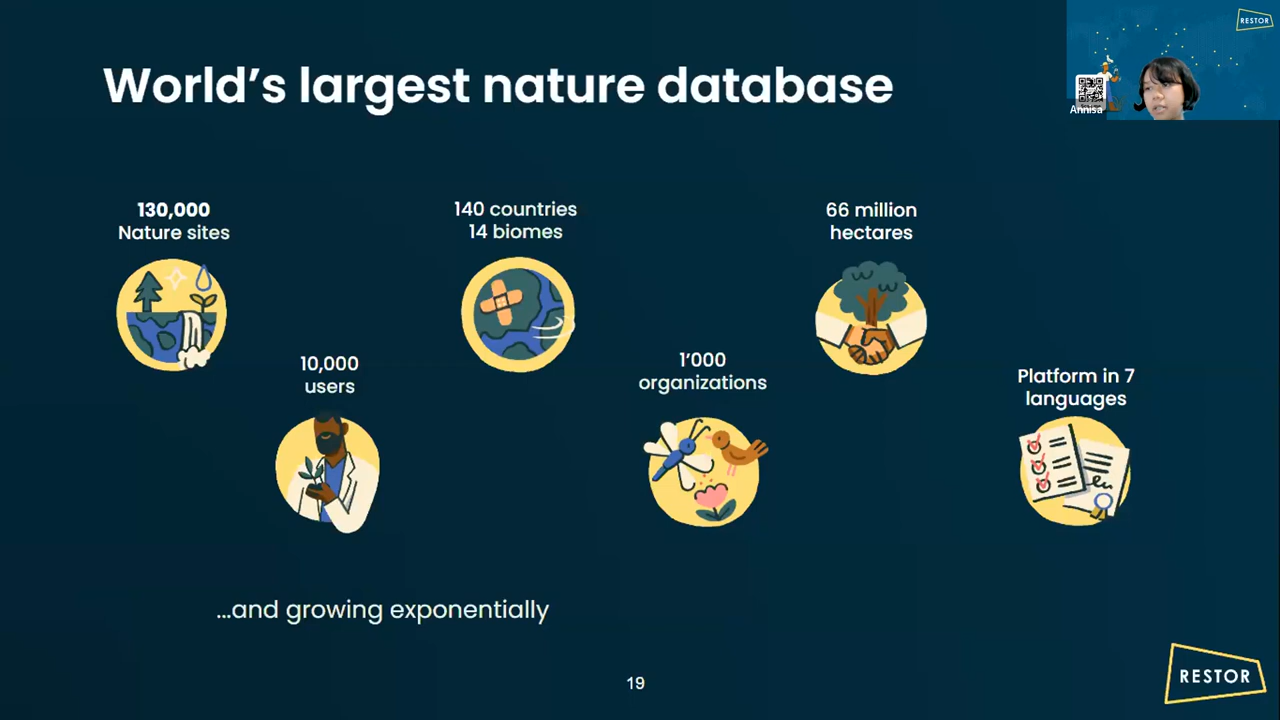 World's largest nature database
RESTOR
Annisa
130,000
Nature sites
140 countries
14 biomes
66 million
hectares
10,000
users
1'000
organizations
Platform in 7
languages
...and growing exponentially
19
RESTOR